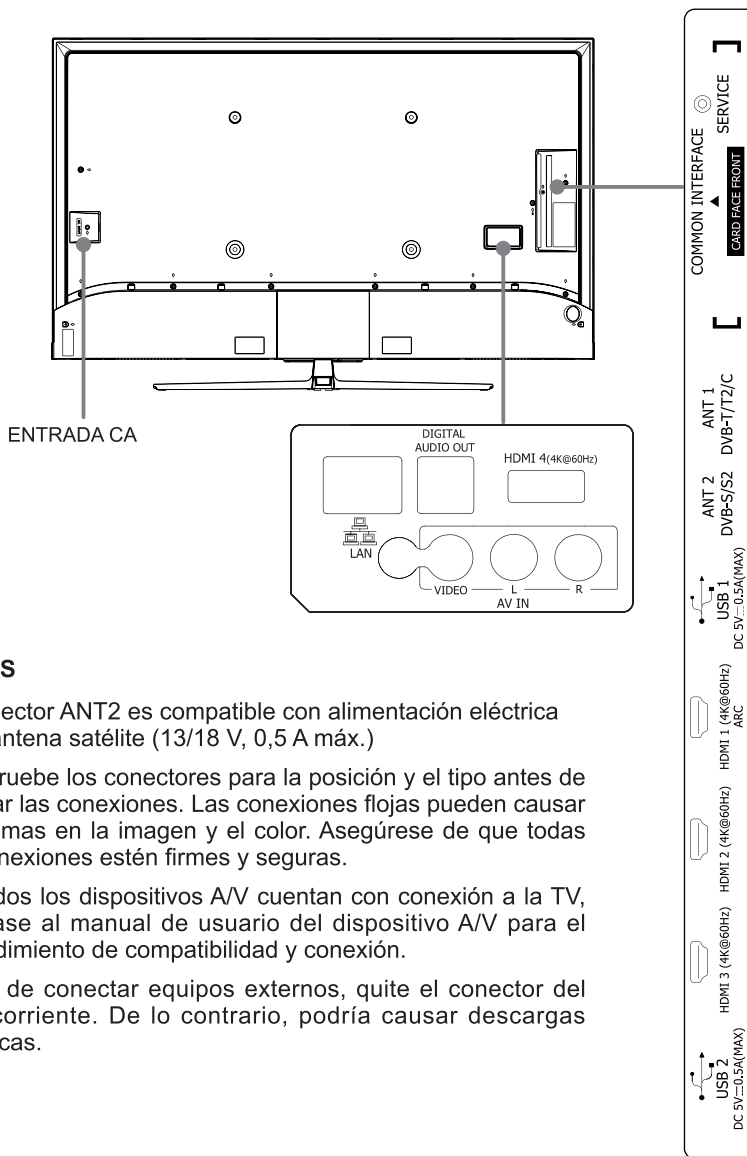 ENTRADA CA
DIGITAL
AUDIO OUT
HDMI 4(4K@60Hz)
LAN
VIDEO
L
R
AV IN
S
ector ANT2 es compatible con alimentación eléctrica
antena satélite (13/18 V, 0,5 A máx.)
ruebe los conectores para la posición y el tipo antes de
ar las conexiones. Las conexiones flojas pueden causar
mas en la imagen y el color. Asegúrese de que todas
nexiones estén firmes y seguras.
dos los dispositivos A/V cuentan con conexión a la TV,
ase al manual de usuario del dispositivo A/V para el
dimiento de compatibilidad y conexión.
de conectar equipos externos, quite el conector del
corriente. De lo contrario, podría causar descargas
cas.
SERVICE
COMMON INTERFACE
CARD FACE FRONT
ANT 1
DVB-T/T2/C
ANT 2
DVB-S/S2
USB 1
DC 5V⎓0.5A(MAX)
HDMI 1 (4K@60Hz)
ARC
HDMI 2 (4K@60Hz)
HDMI 3 (4K@60Hz)
USB 2
DC 5V⎓0.5A(MAX)